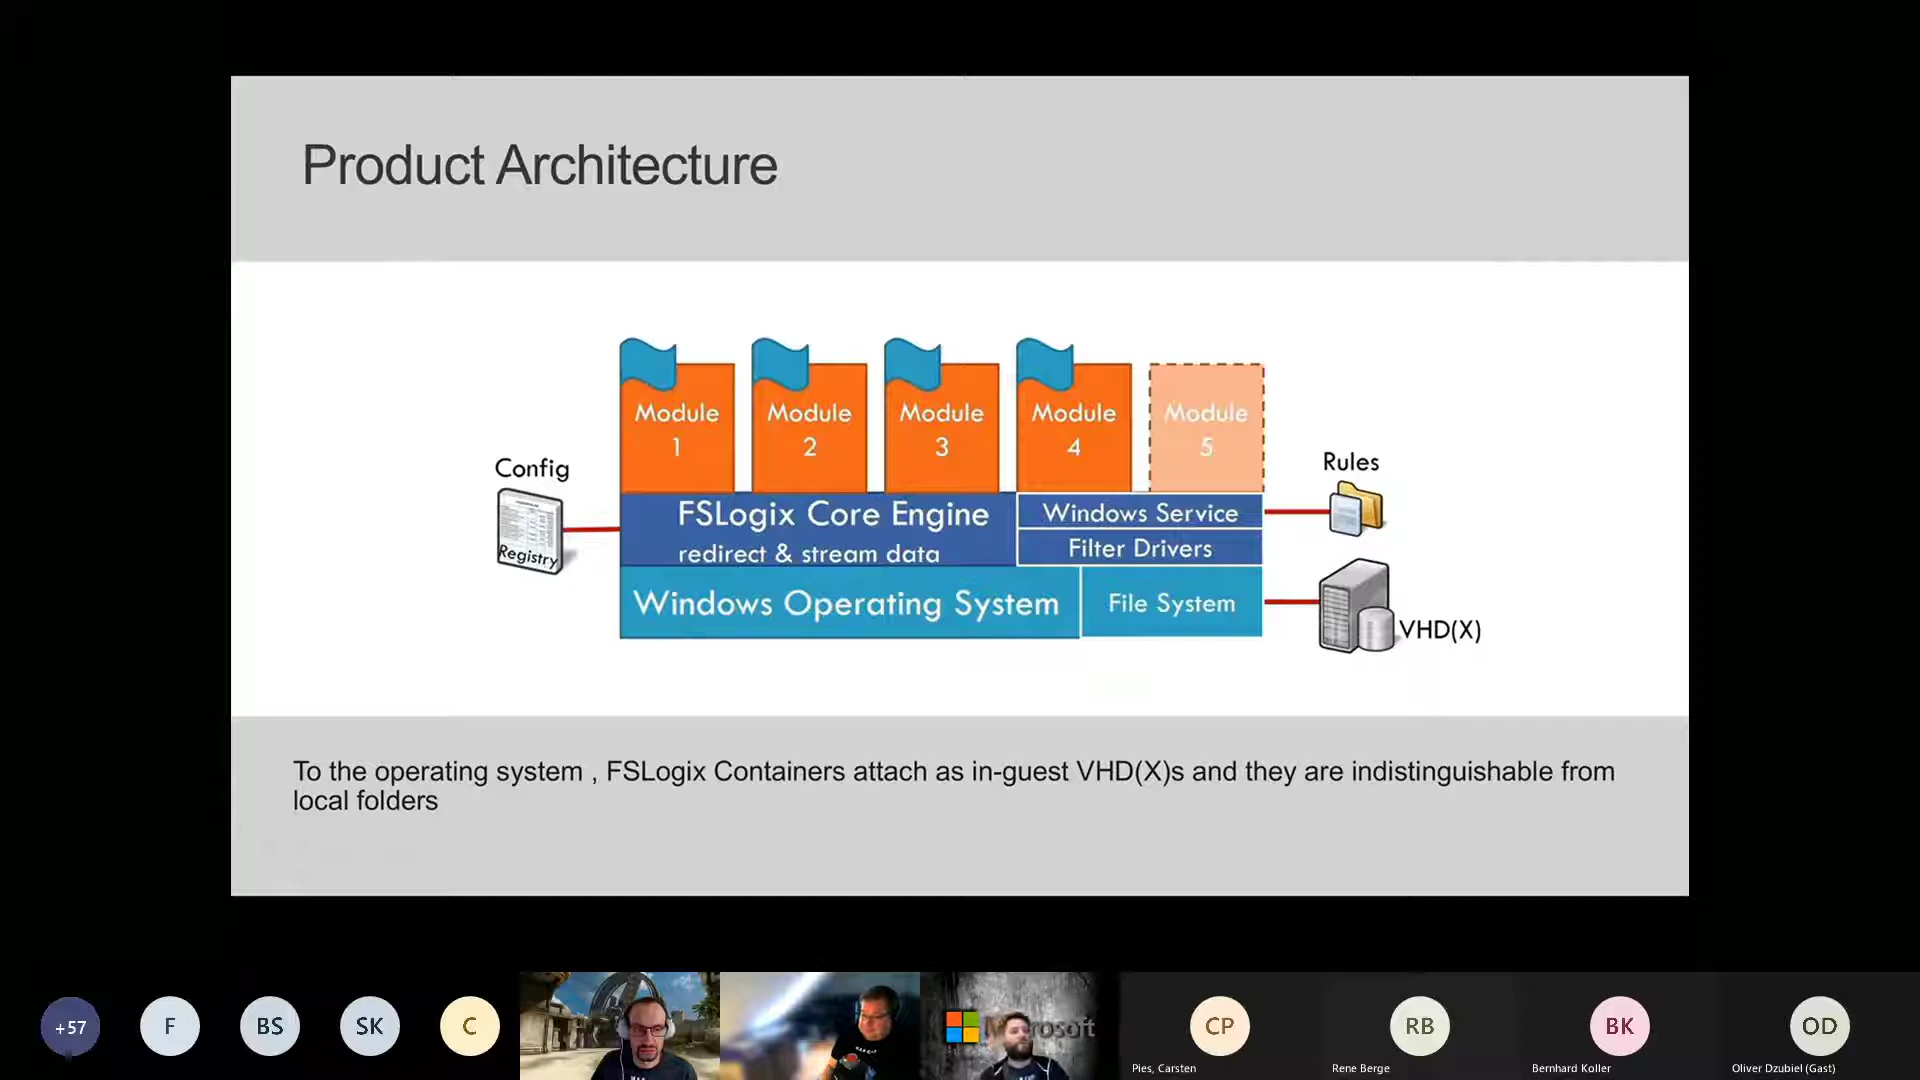 Product Architecture
Module
1
Module
2
Module
3
Module
4
Module
5
Config
Registry
FSLogix Core Engine
redirect & stream data
Windows Service
Filter Drivers
Rules
Windows Operating System
File System
VHD(X)
To the operating system , FSLogix Containers attach as in-guest VHD(X)s and they are indistinguishable from
local folders
+57
F
BS
SK
C
Microsoft
CP
Pies, Carsten
RB
Rene Berge
BK
Bernhard Koller
OD
Oliver Dzubiel (Gast)